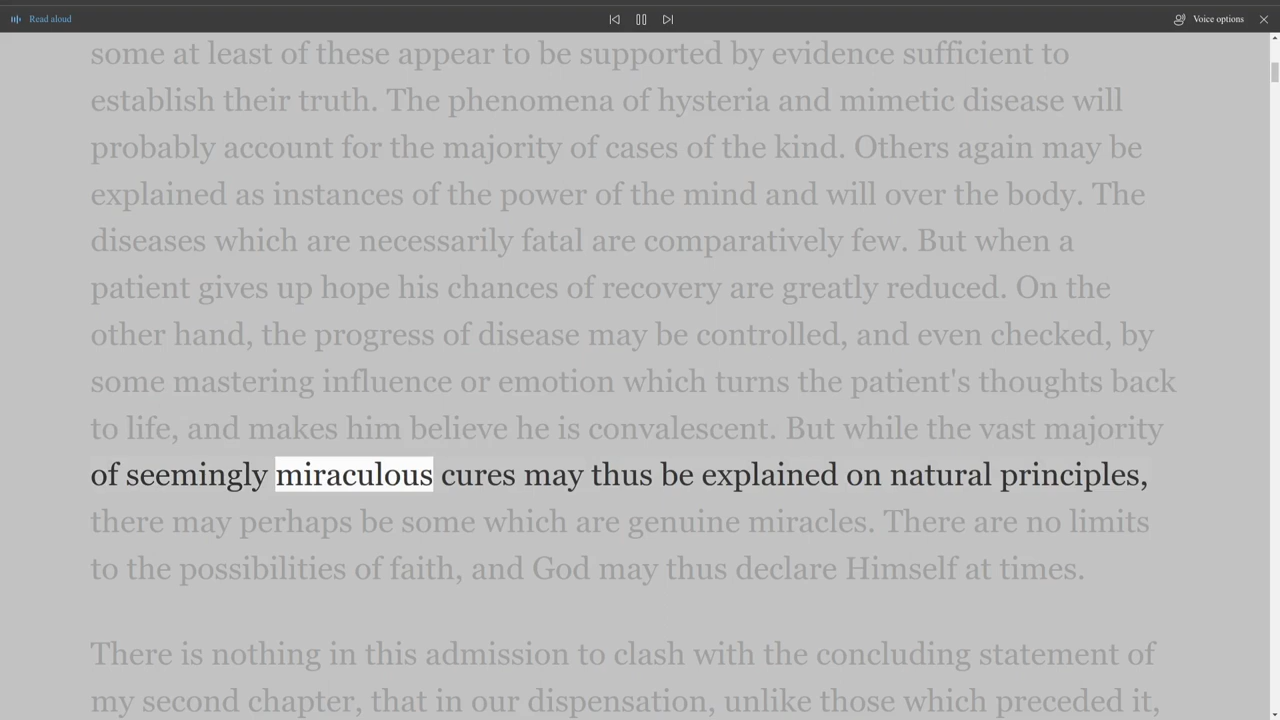 Read aloud
Voice options
some at least of these appear to be supported by evidence sufficient to
establish their truth. The phenomena of hysteria and mimetic disease will
probably account for the majority of cases of the kind. Others again may be
explained as instances of the power of the mind and will over the body. The
diseases which are necessarily fatal are comparatively few. But when a
patient gives up hope his chances of recovery are greatly reduced. On the
other hand, the progress of disease may be controlled, and even checked, by
some mastering influence or emotion which turns the patient's thoughts back
to life, and makes him believe he is convalescent. But while the vast majority
of seemingly miraculous cures may thus be explained on natural principles,
there may perhaps be some which are genuine miracles. There are no limits
to the possibilities of faith, and God may thus declare Himself at times.
There is nothing in this admission to clash with the concluding statement of
my second chapter, that in our dispensation, unlike those which preceded it,